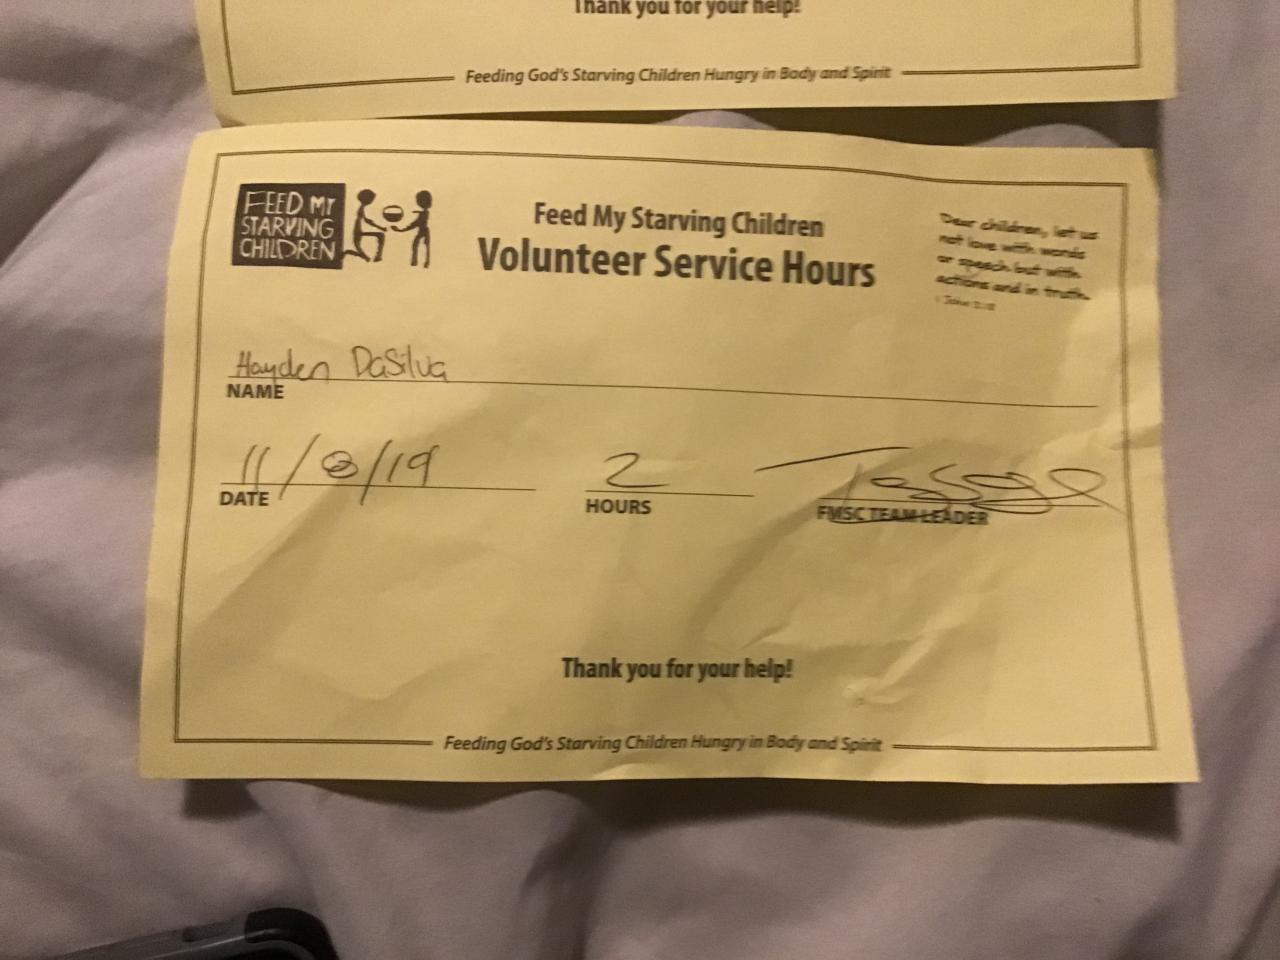 Thank you for your help!
Feeding God's Starving Children Hungry in Body and Spirit
FEED MY
STARVING
CHILDREN
Feed My Starving Children
Volunteer Service Hours
Dear children, let us
not love with words
or speech but with
actions and in truth.
Hayden DaSilva
NAME
11/8/19
DATE
2
HOURS
FMSC TEAM LEADER
Thank you for your help!
Feeding God's Starving Children Hungry in Body and Spirit